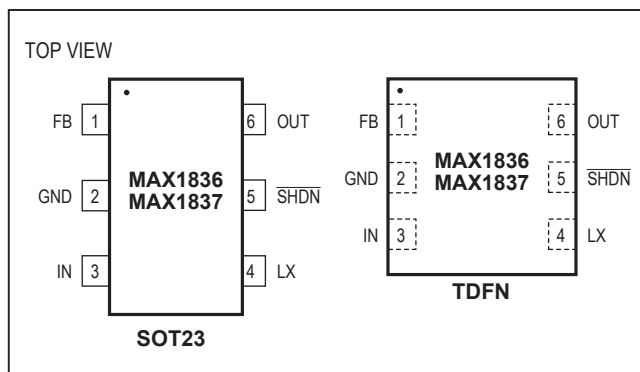 TOP VIEW
FB 1
6 OUT
GND 2
MAX1836
MAX1837
5 SHDN
IN 3
4 LX
SOT23
FB 1
6 OUT
GND 2
MAX1836
MAX1837
5 SHDN
IN 3
4 LX
TDFN